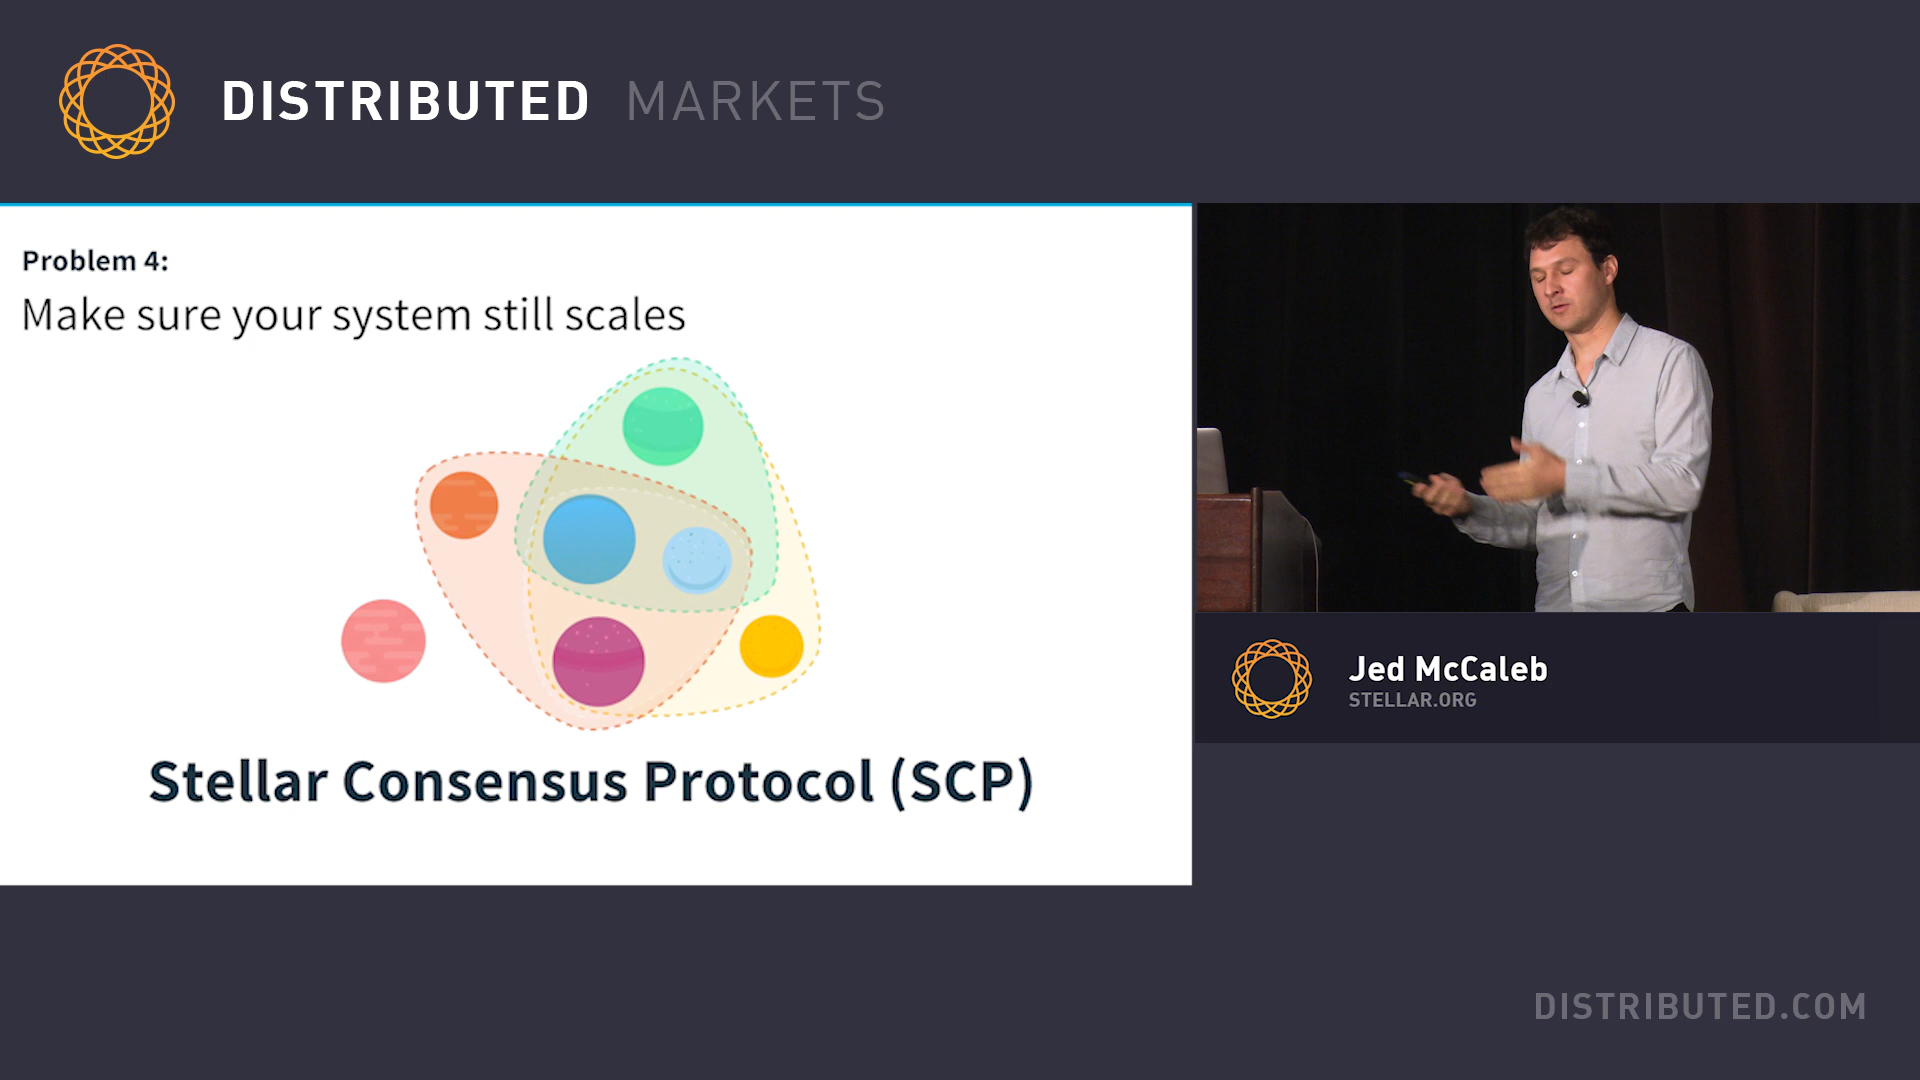 DISTRIBUTED MARKETS
Problem 4:
Make sure your system still scales
Stellar Consensus Protocol (SCP)
Jed McCaleb
STELLAR.ORG
DISTRIBUTED.COM